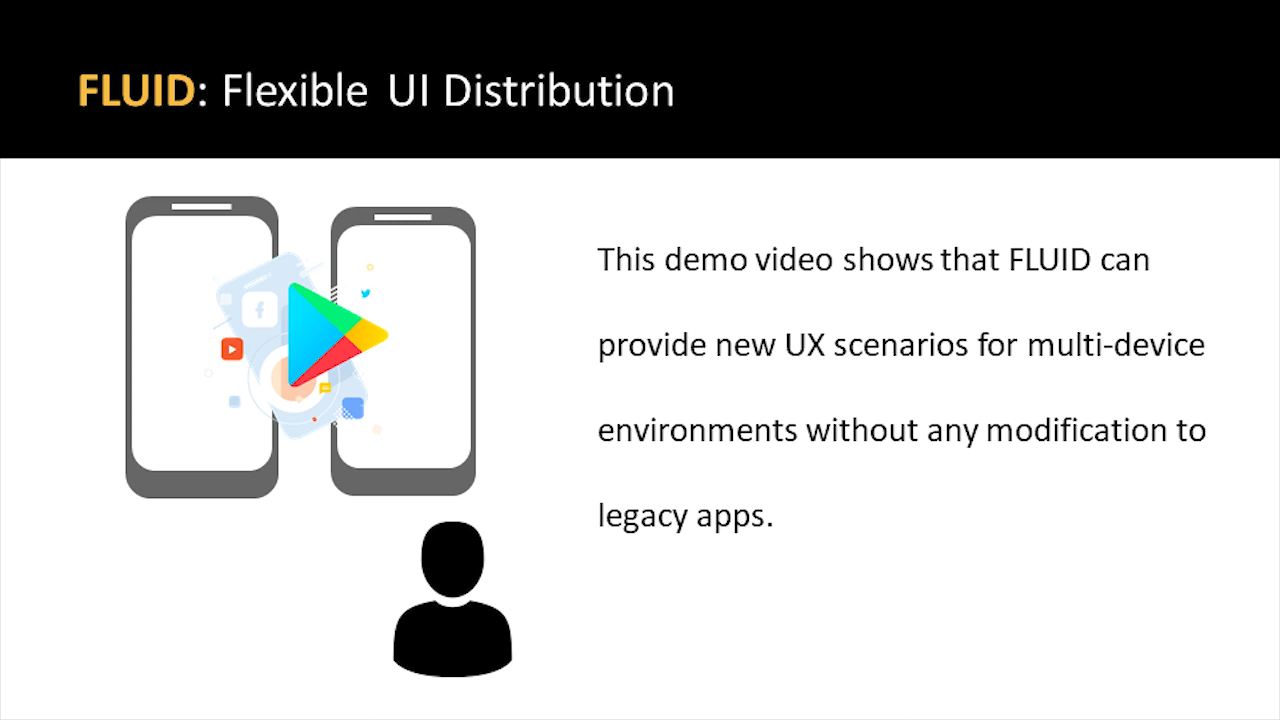 FLUID: Flexible UI Distribution
This demo video shows that FLUID can
provide new UX scenarios for multi-device
environments without any modification to
legacy apps.